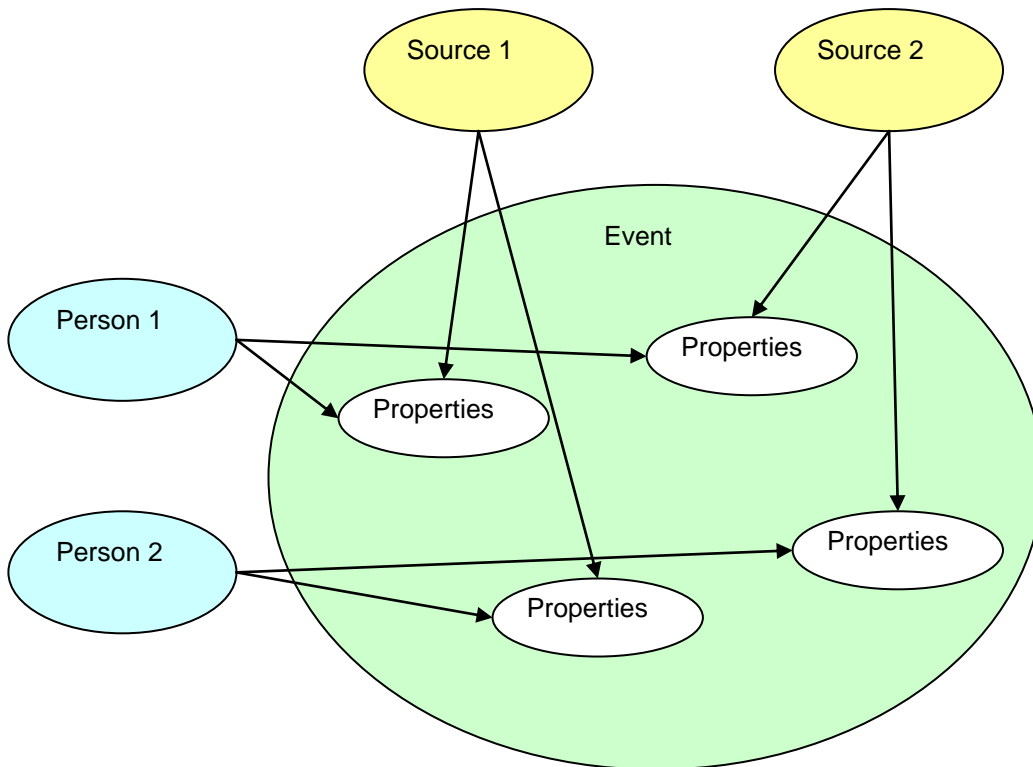 Source 1
Source 2
Event
Person 1
Properties
Properties
Person 2
Properties
Properties